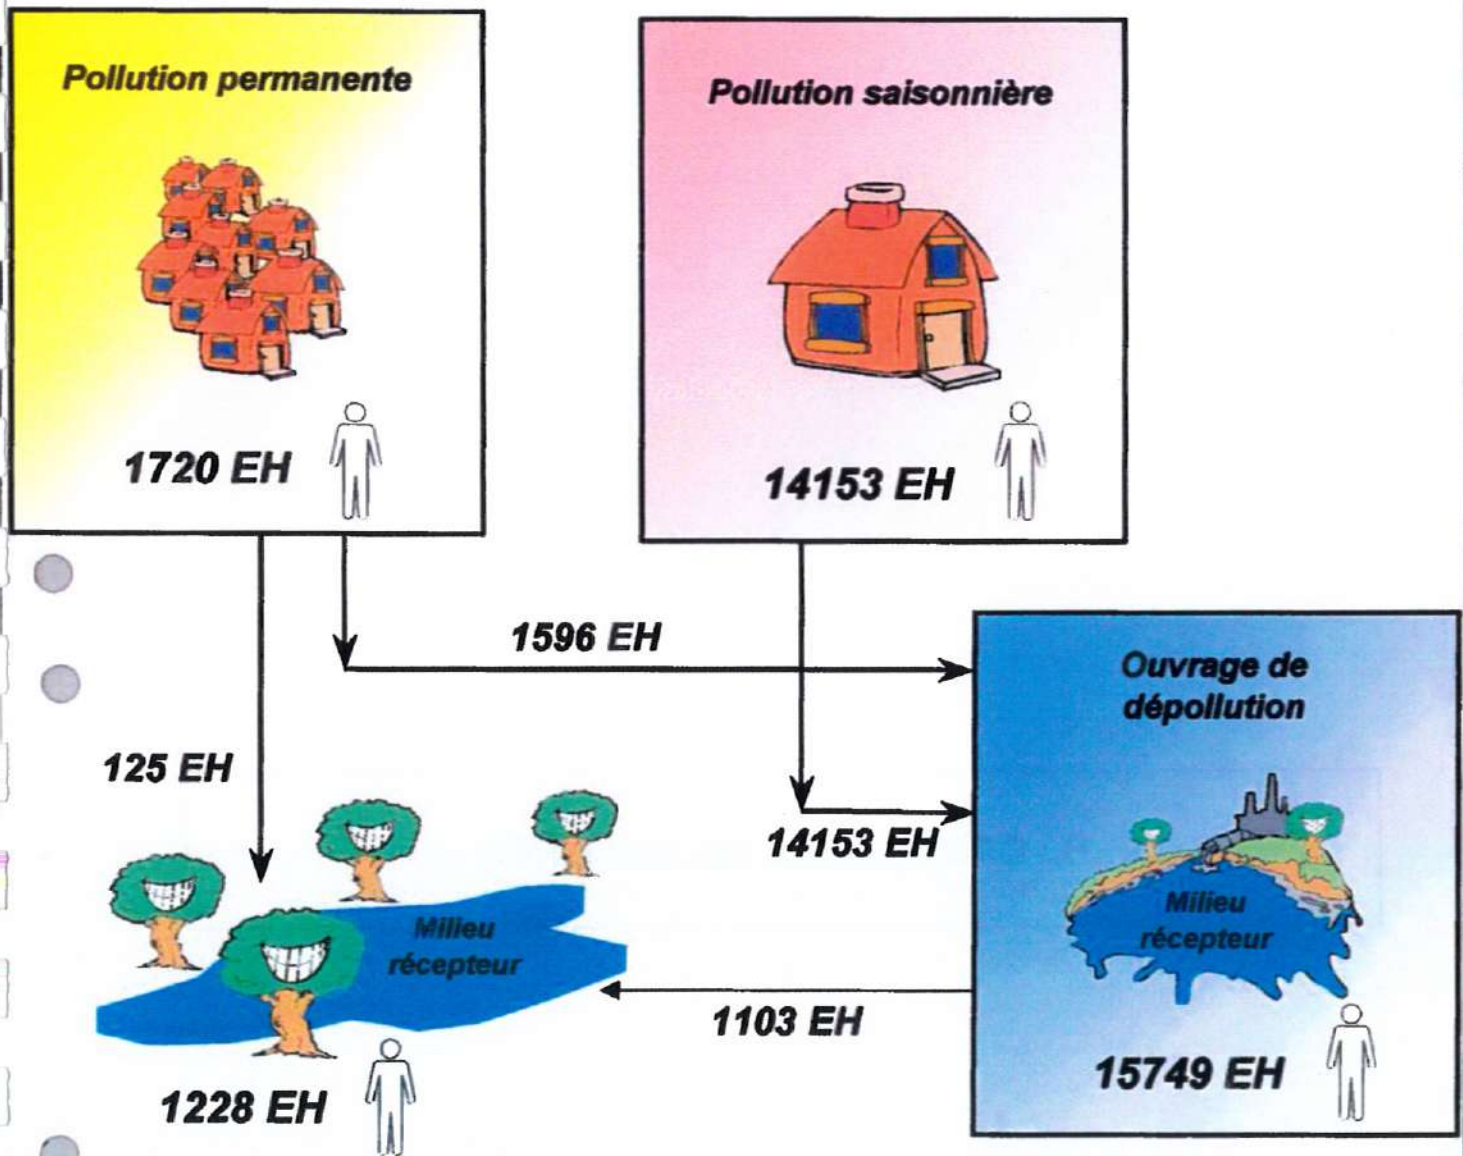 Pollution permanente
1720 EH
Pollution saisonnière
14153 EH
1596 EH
125 EH
14153 EH
Ouvrage de
dépollution
Milieu
récepteur
15749 EH
Milieu
récepteur
1103 EH
1228 EH